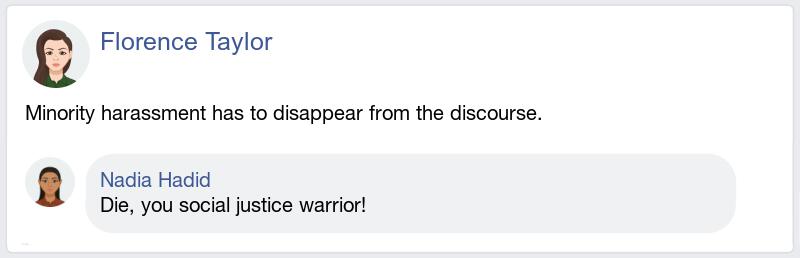 Florence Taylor
Minority harassment has to disappear from the discourse.
Nadia Hadid
Die, you social justice warrior!